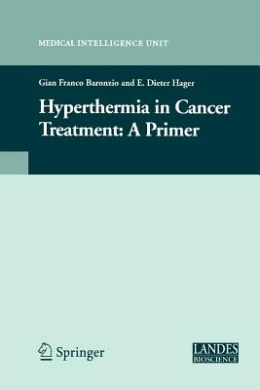 MEDICAL INTELLIGENCE UNIT
Gian Franco Baronzio and E. Dieter Hager
Hyperthermia in Cancer
Treatment: A Primer
Springer
LANDES
BIOSCIENCE